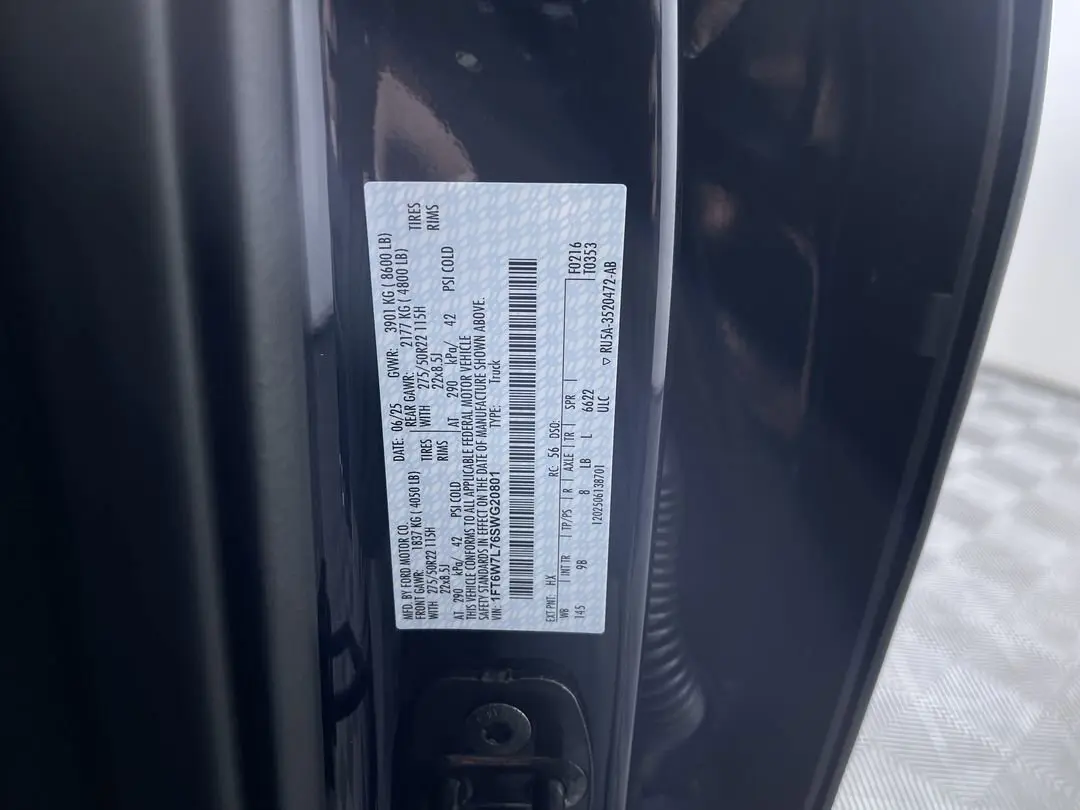 MFD. BY FORD MOTOR CO.
DATE: 06/25 GVWR: 3901 KG ( 8600 LB)
FRONT GAWR: 1837 KG ( 4050 LB) REAR GAWR: 2177 KG ( 4800 LB)
WITH 275/50R22 115H TIRES WITH 275/50R22 115H TIRES
22x8.5J RIMS 22x8.5J RIMS
AT 290 kPa/ 42 PSI COLD AT 290 kPa/ 42 PSI COLD
THIS VEHICLE CONFORMS TO ALL APPLICABLE FEDERAL MOTOR VEHICLE
SAFETY STANDARDS IN EFFECT ON THE DATE OF MANUFACTURE SHOWN ABOVE.
VIN: 1FT6W7L76SWG20801 TYPE: Truck
EXT PNT: HX RC: 56 DSO: F0216
WB INT TR TP/PS R AXLE TR SPR T0353
145 9B 8 LB L 6622
120250613B701 ULC
▽ RU5A-3520472-AB